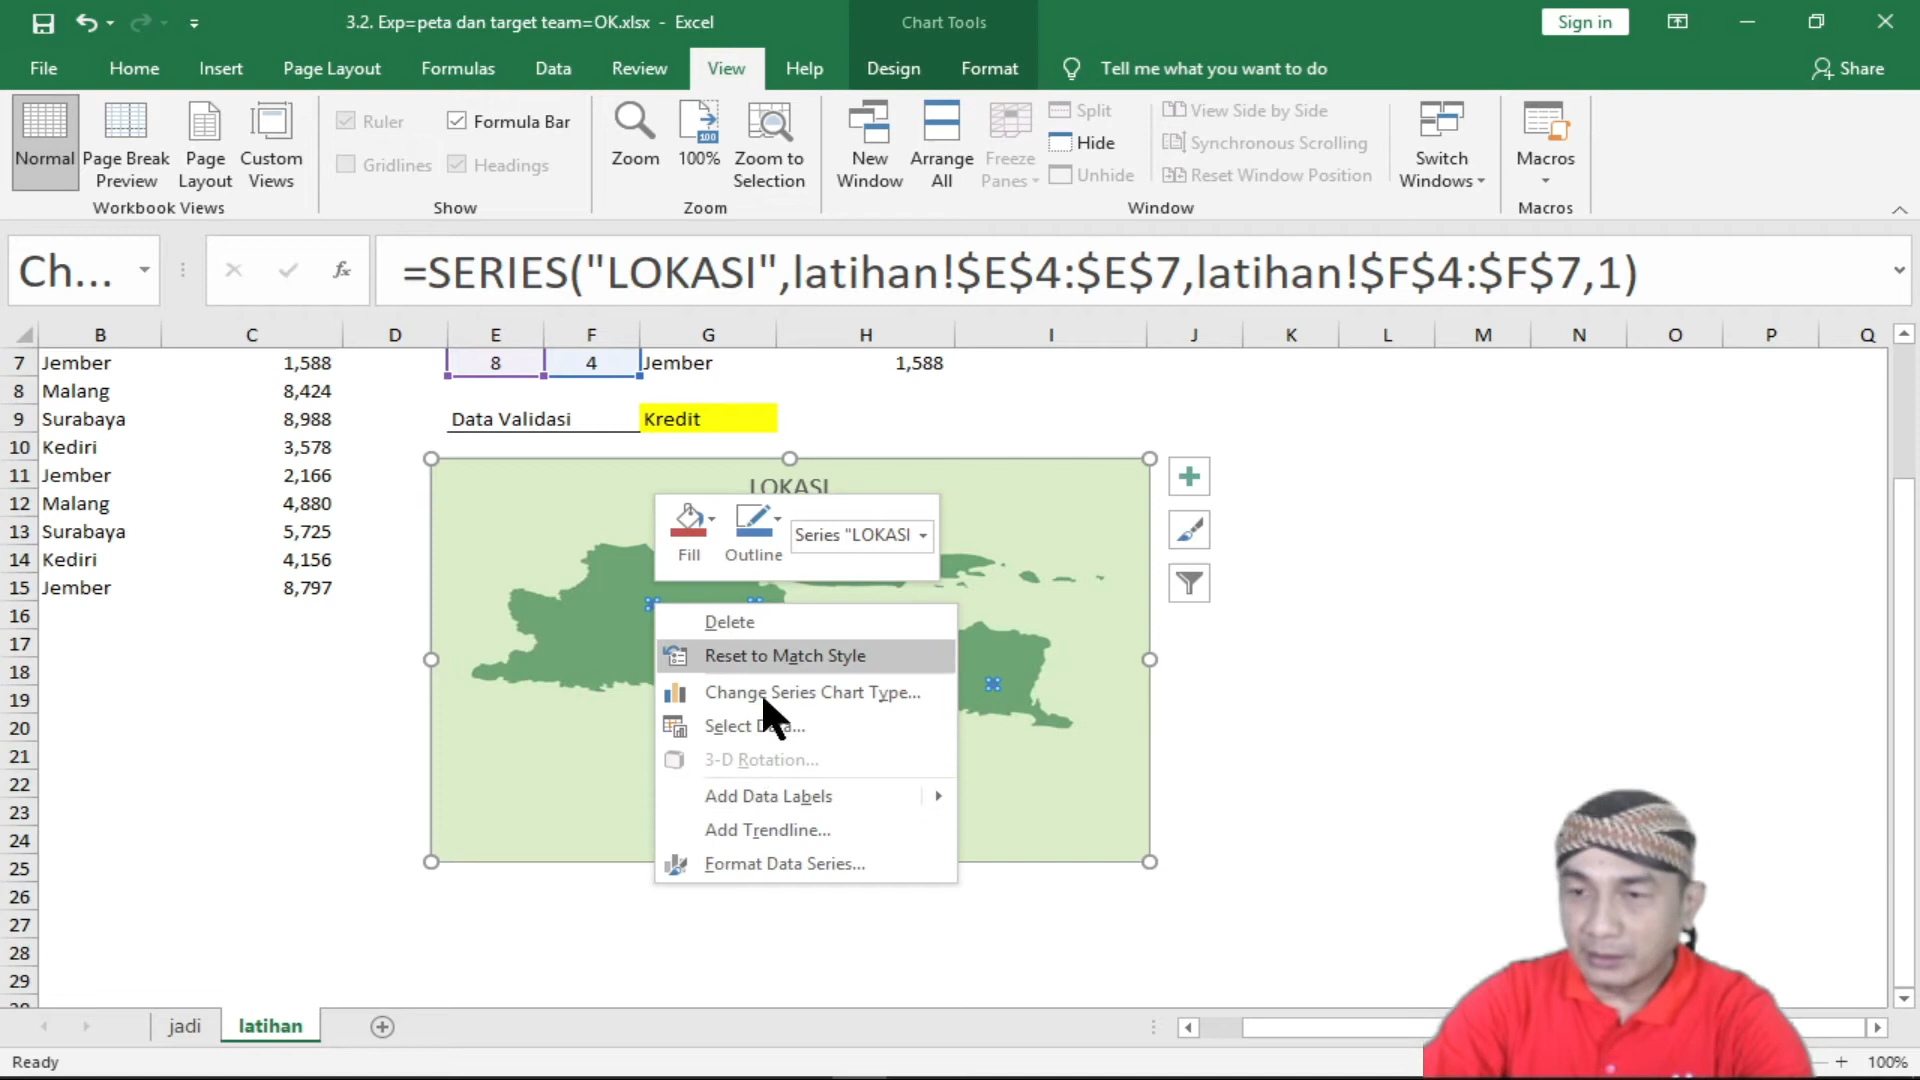 3.2. Exp=peta dan target team=OK.xlsx - Excel
Chart Tools
Sign in
File Home Insert Page Layout Formulas Data Review View Help Design Format Tell me what you want to do Share
Normal
Page Break Preview
Page Layout
Custom Views
Workbook Views
Ruler
Formula Bar
Gridlines
Headings
Show
Zoom
100
100%
Zoom to Selection
Zoom
New Window
Arrange All
Freeze Panes
Split
Hide
Unhide
View Side by Side
Synchronous Scrolling
Reset Window Position
Window
Switch Windows
Macros
Macros
Ch...
fx
=SERIES("LOKASI",latihan!$E$4:$E$7,latihan!$F$4:$F$7,1)
B C D E F G H I J K L M N O P Q
7 Jember 1,588 8 4 Jember 1,588
8 Malang 8,424
9 Surabaya 8,988 Data Validasi Kredit
10 Kediri 3,578
11 Jember 2,166
12 Malang 4,880
13 Surabaya 5,725
14 Kediri 4,156
15 Jember 8,797
16
17
18
19
20
21
22
23
24
25
26
27
28
29
LOKASI
Fill
Outline
Series "LOKASI
Delete
Reset to Match Style
Change Series Chart Type...
Select Data...
3-D Rotation...
Add Data Labels
Add Trendline...
Format Data Series...
jadi latihan
Ready
100%